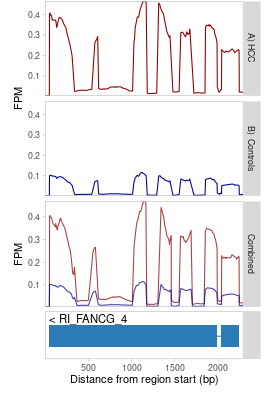 0.4
0.3
0.2
0.1
FPM
A) HCC
0.4
0.3
0.2
0.1
B) Controls
0.4
0.3
0.2
0.1
FPM
Combined
< RI_FANCG_4
500 1000 1500 2000
Distance from region start (bp)